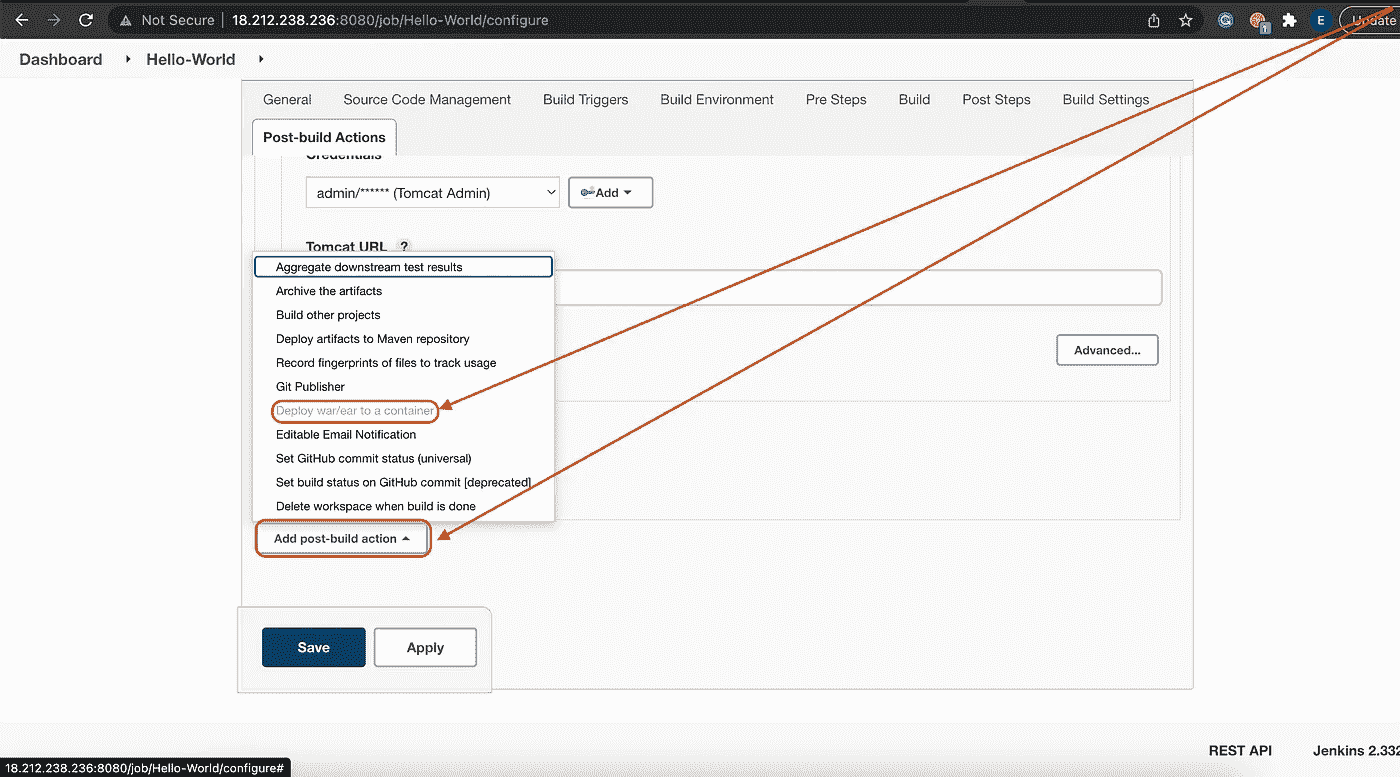 Not Secure 18.212.238.236:8080/job/Hello-World/configure E Update
Dashboard Hello-World
General Source Code Management Build Triggers Build Environment Pre Steps Build Post Steps Build Settings
Post-build Actions
Credentials
admin/****** (Tomcat Admin) Add
Tomcat URL ?
Aggregate downstream test results
Archive the artifacts
Build other projects
Deploy artifacts to Maven repository
Advanced...
Record fingerprints of files to track usage
Git Publisher
Deploy war/ear to a container
Editable Email Notification
Set GitHub commit status (universal)
Set build status on GitHub commit [deprecated]
Delete workspace when build is done
Add post-build action
Save Apply
REST API Jenkins 2.332
18.212.238.236:8080/job/Hello-World/configure#